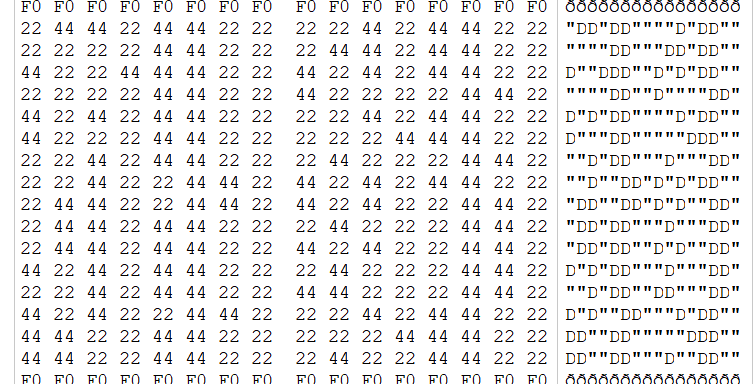 F0 F0 F0 F0 F0 F0 F0 F0 F0 F0 F0 F0 F0 F0 F0 F0 ðððððððððððððððð
22 44 44 22 44 44 22 22 22 22 44 22 44 44 22 22 "DD"DD""""D"DD""
22 22 22 22 44 44 22 22 22 44 44 22 44 44 22 22 """"DD"""DD"DD""
44 22 22 44 44 44 22 22 44 22 44 22 44 44 22 22 D""DDD""D"D"DD""
22 22 22 22 44 44 22 22 44 22 22 22 22 44 44 22 """"DD""D""""DD"
44 22 44 22 44 44 22 22 22 22 44 22 44 44 22 22 D"D"DD""""D"DD""
44 22 22 22 44 44 22 22 22 22 22 44 44 44 22 22 D"""DD"""""DDD""
22 22 44 22 44 44 22 22 22 44 22 22 22 44 44 22 ""D"DD"""D"""DD"
22 22 44 22 22 44 44 22 44 22 44 22 44 44 22 22 ""D""DD"D"D"DD""
22 44 44 22 22 44 44 22 44 22 44 22 22 44 44 22 "DD""DD"D"D""DD"
22 44 44 22 44 44 22 22 22 44 22 22 22 44 44 22 "DD"DD"""D"""DD"
22 44 44 22 44 44 22 22 44 22 44 22 22 44 44 22 "DD"DD""D"D""DD"
44 22 44 22 44 44 22 22 22 44 22 22 22 44 44 22 D"D"DD"""D"""DD"
22 22 44 22 44 44 22 22 44 44 22 22 22 44 44 22 ""D"DD""DD"""DD"
44 22 44 22 22 44 44 22 22 22 44 22 44 44 22 22 D"D""DD"""D"DD""
44 44 22 22 44 44 22 22 22 22 22 44 44 44 22 22 DD""DD"""""DDD""
44 44 22 22 44 44 22 22 22 44 22 22 44 44 22 22 DD""DD"""D""DD""
F0 F0 F0 F0 F0 F0 F0 F0 F0 F0 F0 F0 F0 F0 F0 F0 ðððððððððððððððð